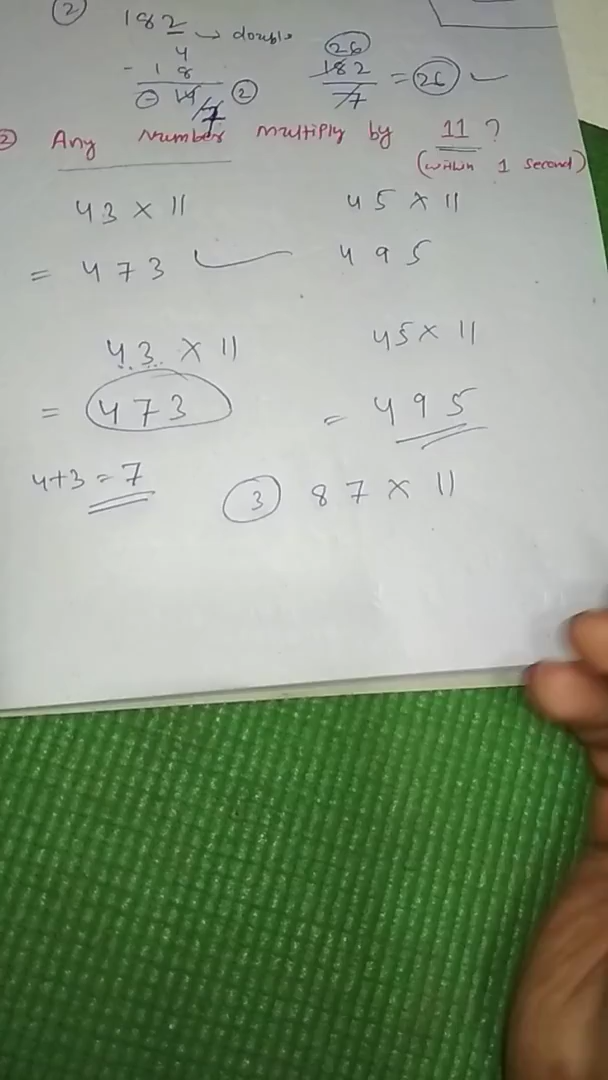 2
182 → double
4
- 18
14/7 2
26
182/7 = 26
2 Any Number multiply by 11 ?
(within 1 second)
43 x 11 45 x 11
= 473 495
43 x 11 45 x 11
= 473 = 495
4+3 = 7
3 87 x 11